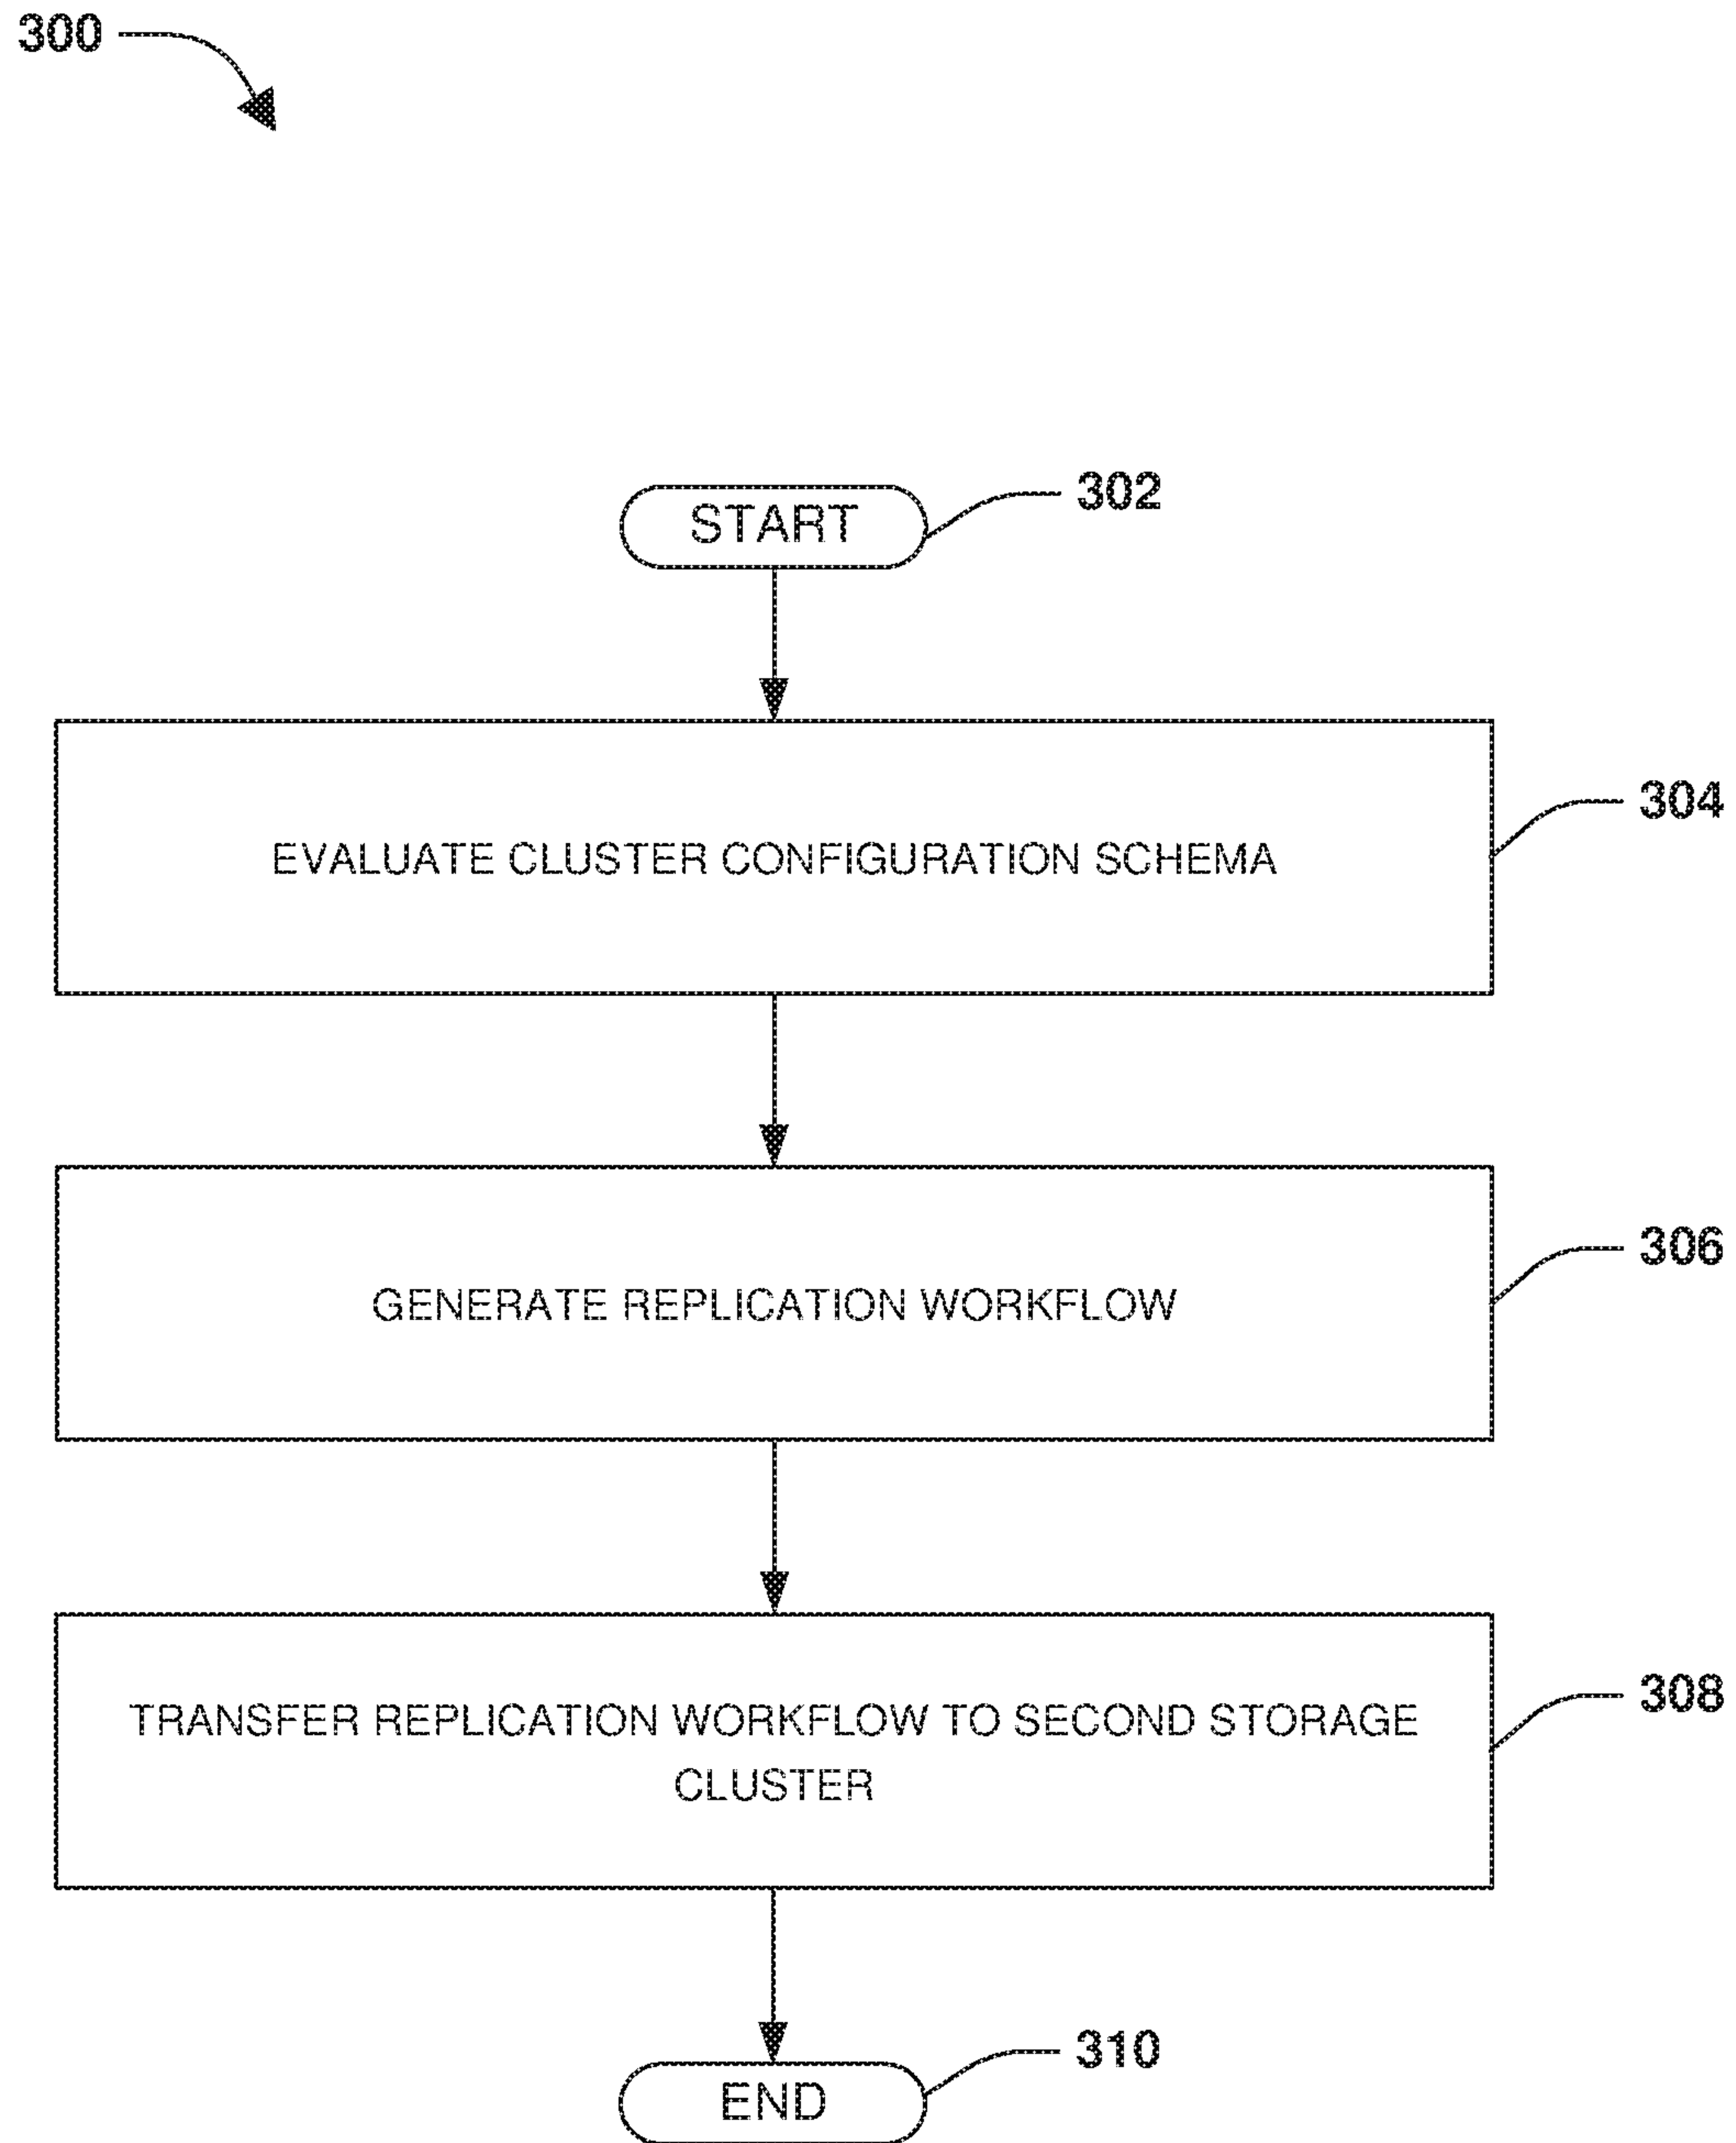 300
START
302
EVALUATE CLUSTER CONFIGURATION SCHEMA
304
GENERATE REPLICATION WORKFLOW
306
TRANSFER REPLICATION WORKFLOW TO SECOND STORAGE
CLUSTER
308
END
310